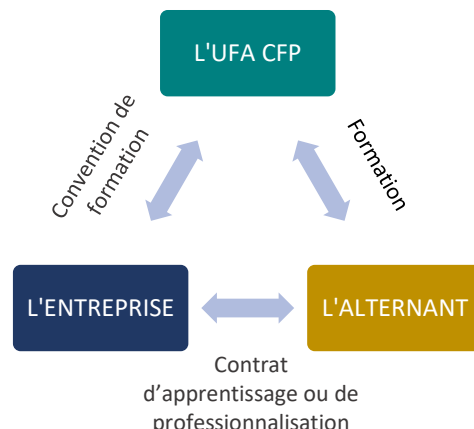 L'UFA CFP
Convention de
formation
Formation
L'ENTREPRISE
L'ALTERNANT
Contrat
d’apprentissage ou de
professionnalisation